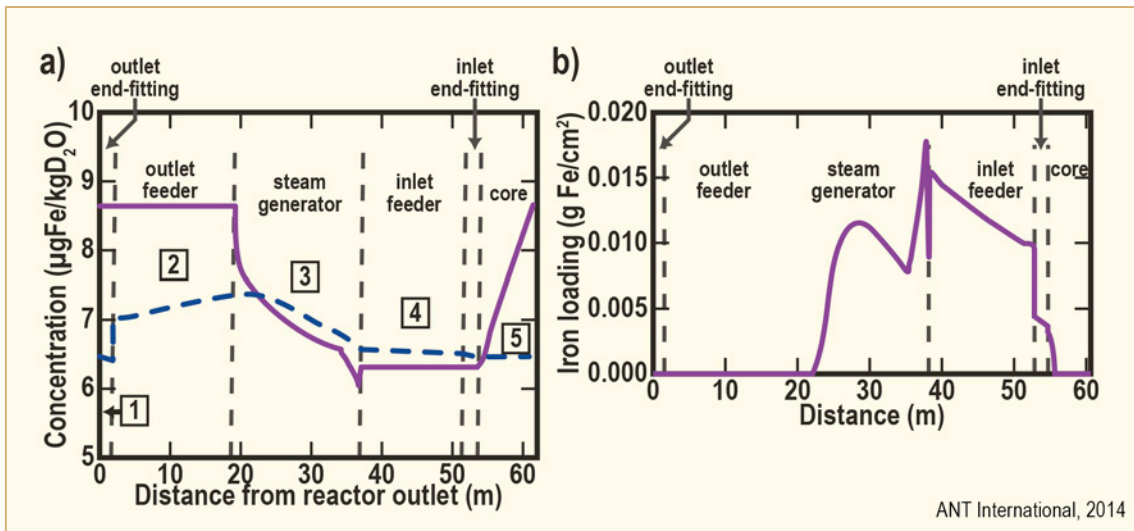 a)
outlet
end-fitting
inlet
end-fitting
10
9
8
7
6
5
Concentration (µgFe/kgD₂O)
outlet
feeder
steam
generator
inlet
feeder
core
2
3
4
5
1
0 10 20 30 40 50 60
Distance from reactor outlet (m)
b)
outlet
end-fitting
inlet
end-fitting
0.020
0.015
0.010
0.005
0.000
Iron loading (g Fe/cm²)
outlet
feeder
steam
generator
inlet
feeder
core
0 10 20 30 40 50 60
Distance (m)
ANT International, 2014